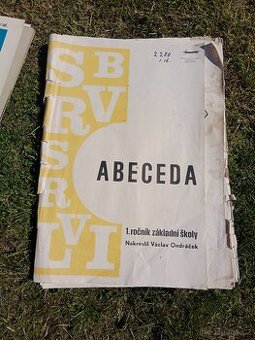 S B
R V
S
R
L V I
ABECEDA
1. ročník základní školy
Nakreslil Václav Ondráček